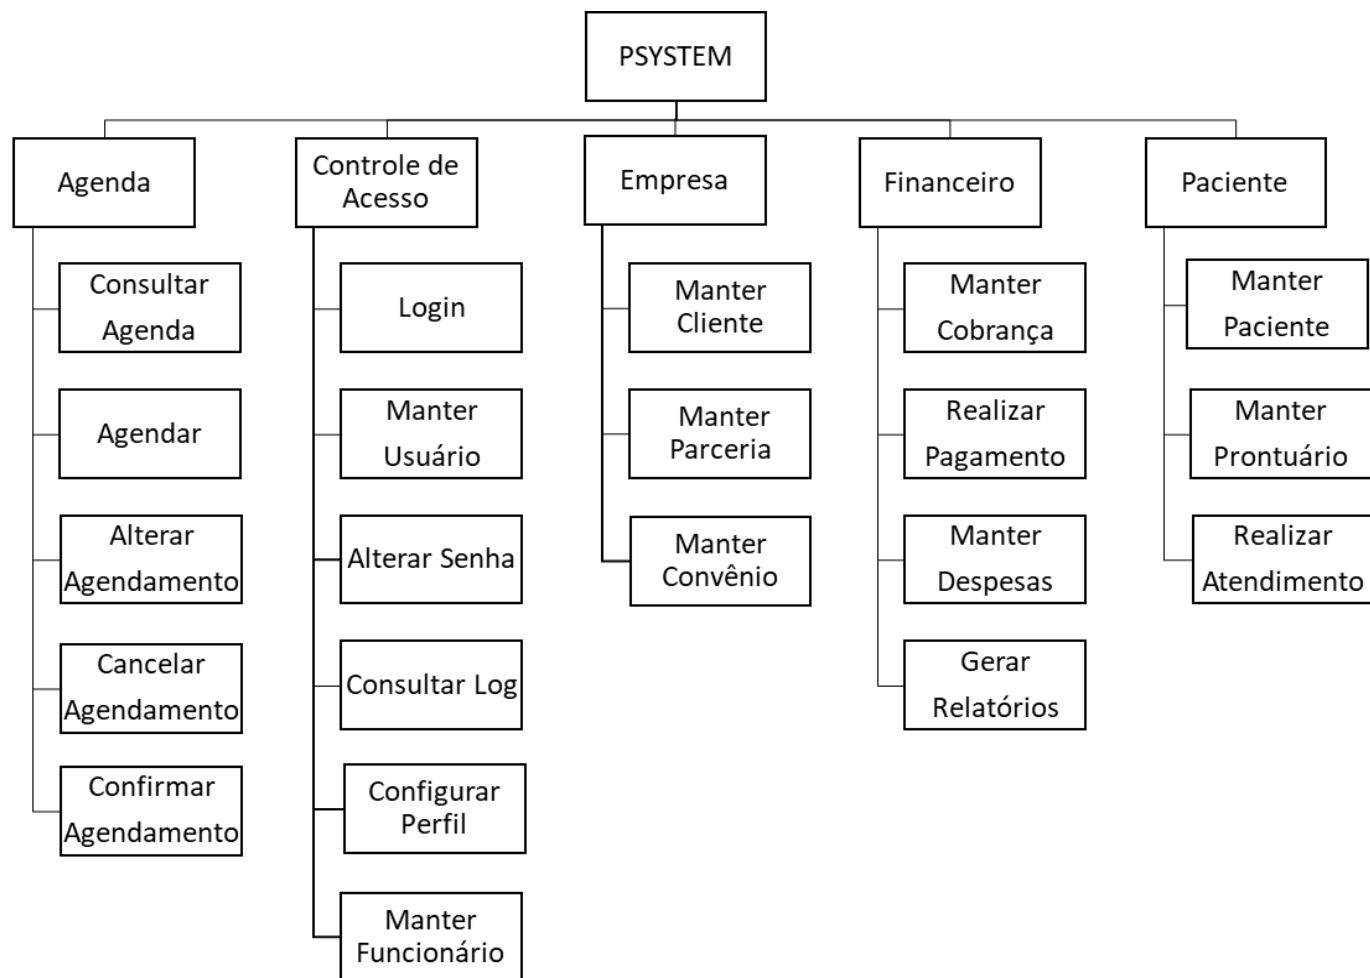 PSYSTEM
Agenda
Consultar
Agenda
Agendar
Alterar
Agendamento
Cancelar
Agendamento
Confirmar
Agendamento
Controle de
Acesso
Login
Manter
Usuário
Alterar Senha
Consultar Log
Configurar
Perfil
Manter
Funcionário
Empresa
Manter
Cliente
Manter
Parceria
Manter
Convênio
Financeiro
Manter
Cobrança
Realizar
Pagamento
Manter
Despesas
Gerar
Relatórios
Paciente
Manter
Paciente
Manter
Prontuário
Realizar
Atendimento